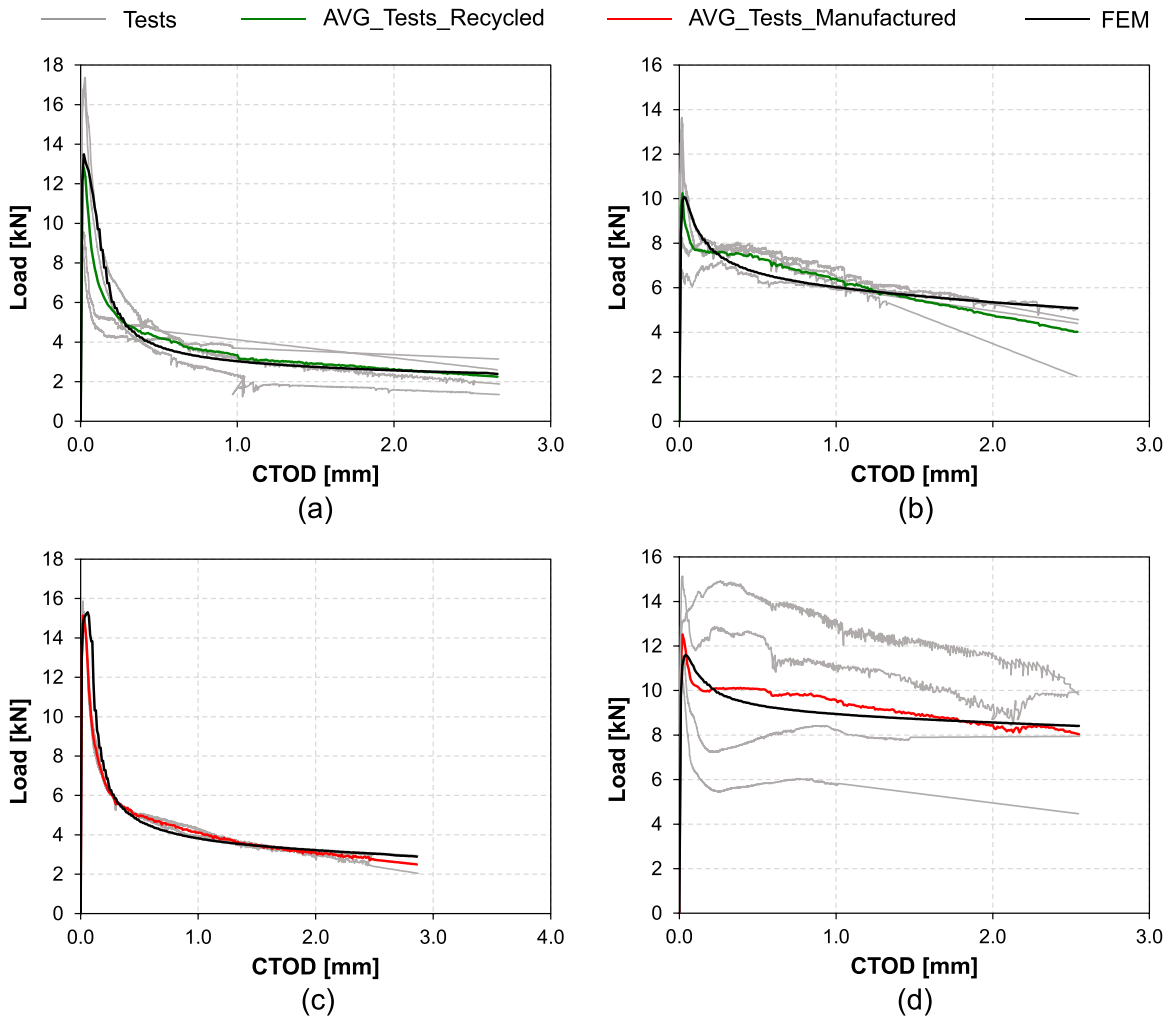 Tests AVG_Tests_Recycled AVG_Tests_Manufactured FEM
18
16
14
12
10
8
6
4
2
0
Load [kN]
0.0 1.0 2.0 3.0
CTOD [mm]
(a)
16
14
12
10
8
6
4
2
0
Load [kN]
0.0 1.0 2.0 3.0
CTOD [mm]
(b)
18
16
14
12
10
8
6
4
2
0
Load [kN]
0.0 1.0 2.0 3.0 4.0
CTOD [mm]
(c)
16
14
12
10
8
6
4
2
0
Load [kN]
0.0 1.0 2.0 3.0
CTOD [mm]
(d)